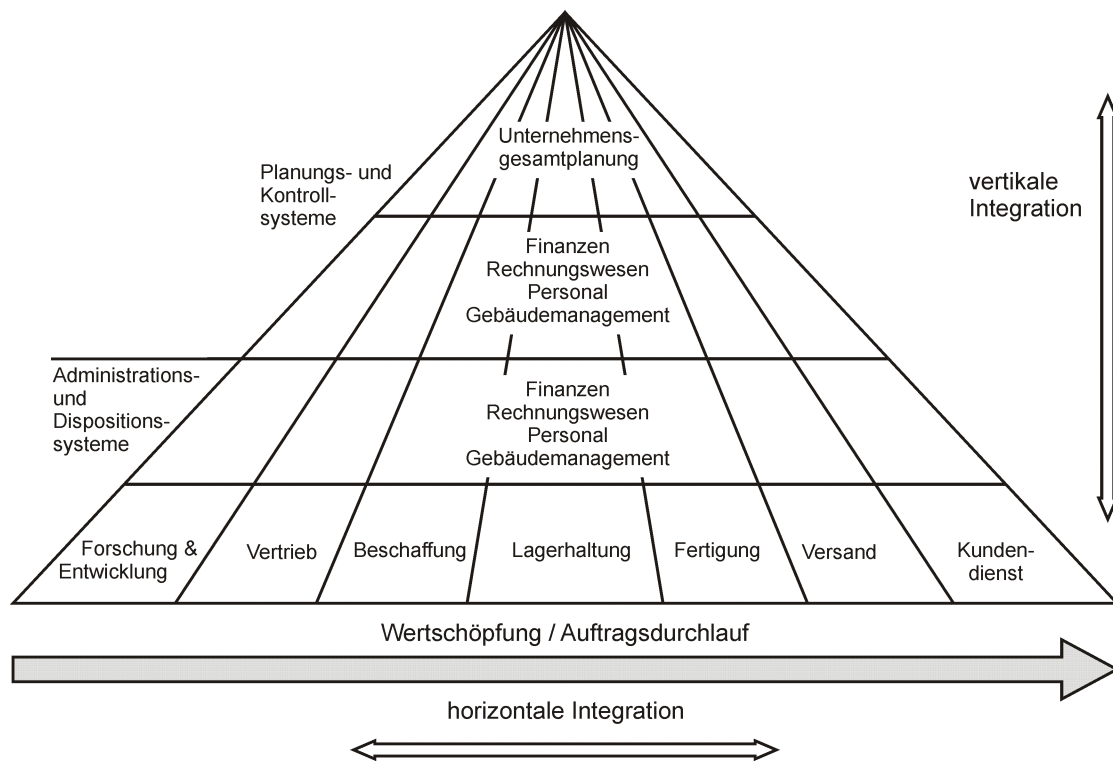 Unternehmens-
gesamtplanung
Planungs- und
Kontroll-
systeme
vertikale
Integration
Finanzen
Rechnungswesen
Personal
Gebäudemanagement
Administrations-
und
Dispositions-
systeme
Finanzen
Rechnungswesen
Personal
Gebäudemanagement
Forschung &
Entwicklung
Vertrieb
Beschaffung
Lagerhaltung
Fertigung
Versand
Kunden-
dienst
Wertschöpfung / Auftragsdurchlauf
horizontale Integration